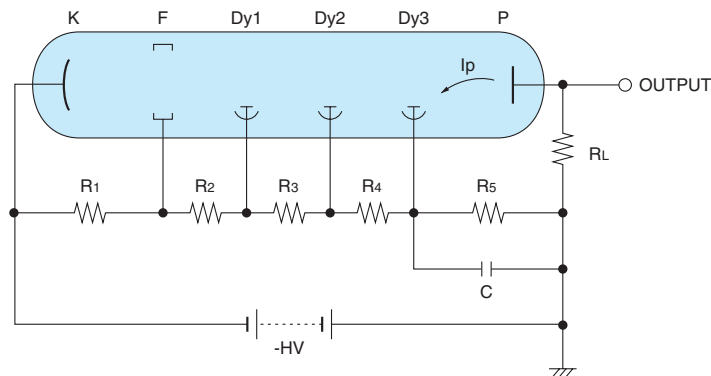 K F Dy1 Dy2 Dy3 P
Ip
OUTPUT
RL
R1 R2 R3 R4 R5
C
-HV